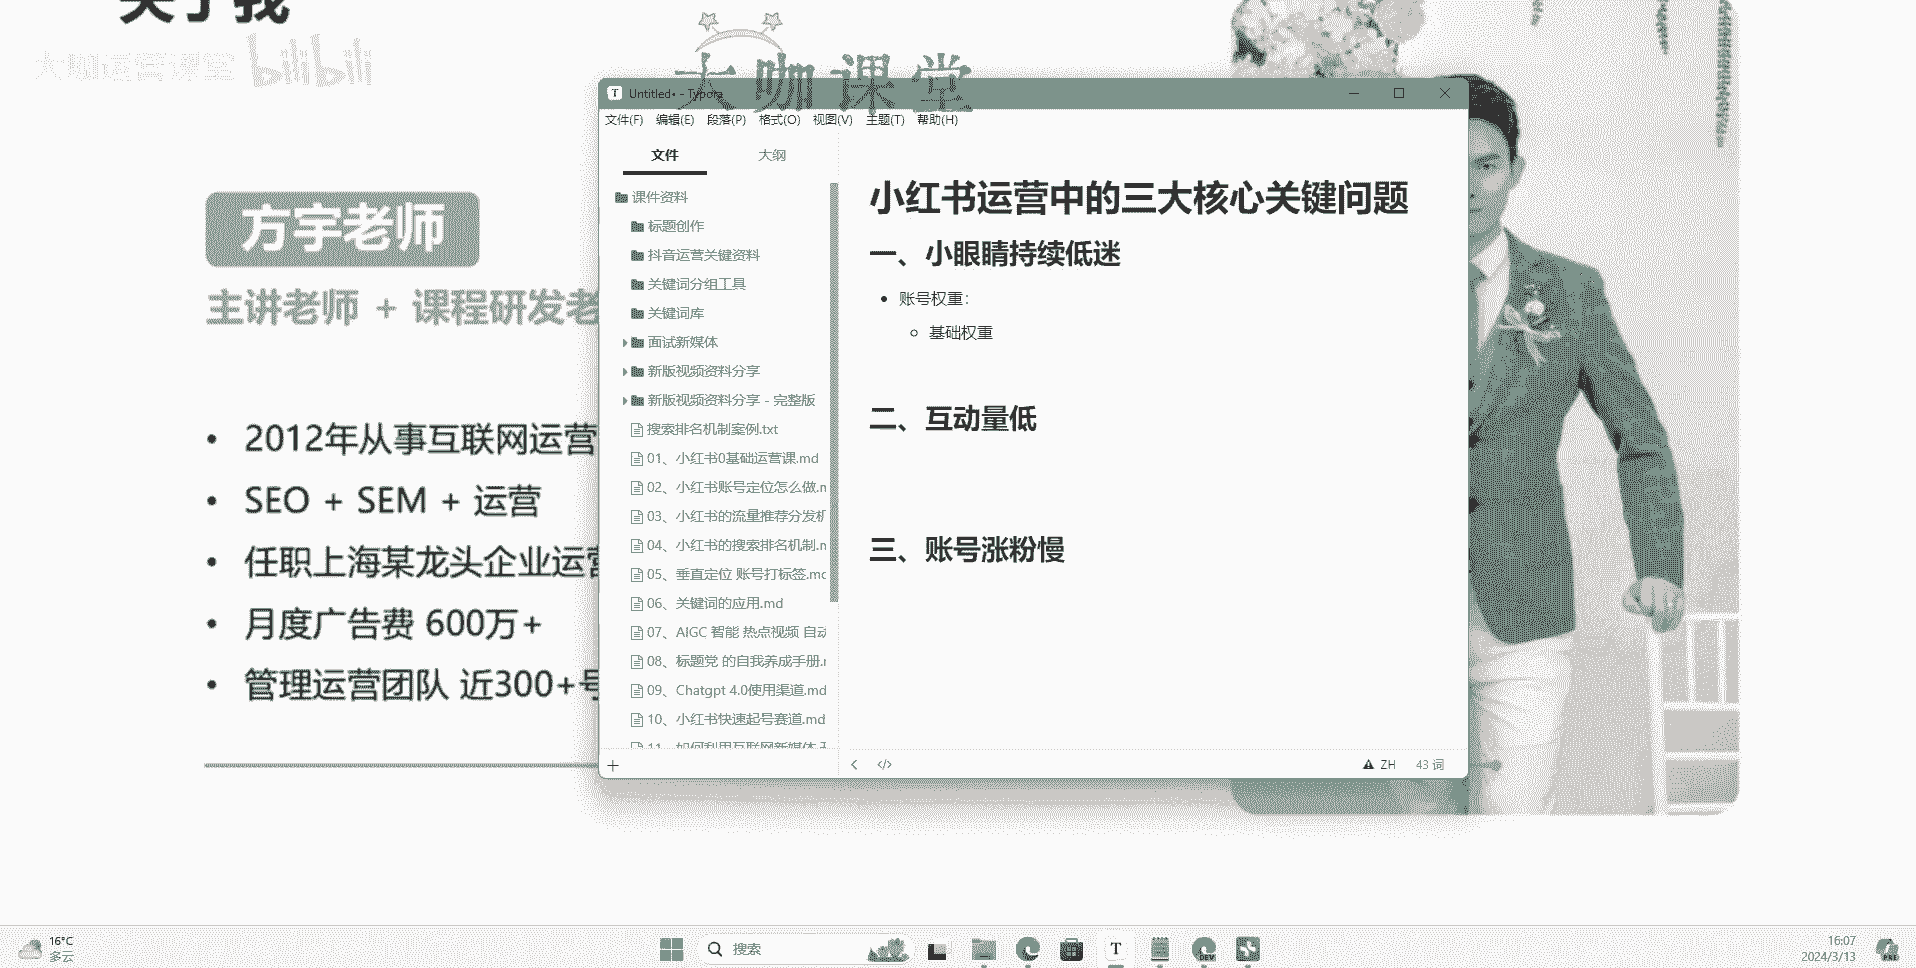 关于我
大咖运营课堂 bilibili
大咖课堂
方宇老师
主讲老师 + 课程研发老
• 2012年从事互联网运营
• SEO + SEM + 运营
• 任职上海某龙头企业运营
• 月度广告费 600万+
• 管理运营团队 近300+号
Untitled• - Typora
文件(F) 编辑(E) 段落(P) 格式(O) 视图(V) 主题(T) 帮助(H)
文件 大纲
课件资料
标题创作
抖音运营关键资料
关键词分组工具
关键词库
面试新媒体
新版视频资料分享
新版视频资料分享 - 完整版
搜索排名机制案例.txt
01、小红书0基础运营课.md
02、小红书账号定位怎么做.m
03、小红书的流量推荐分发机
04、小红书的搜索排名机制.m
05、垂直定位 账号打标签.md
06、关键词的应用.md
07、AIGC 智能 热点视频 自动
08、标题党 的自我养成手册.m
09、Chatgpt 4.0使用渠道.md
10、小红书快速起号赛道.md
11、如何利用互联网新媒体
小红书运营中的三大核心关键问题
一、小眼睛持续低迷
• 账号权重：
○ 基础权重
二、互动量低
三、账号涨粉慢
ZH 43 词
16°C
多云
搜索
DEV
16:07
2024/3/13
PRE